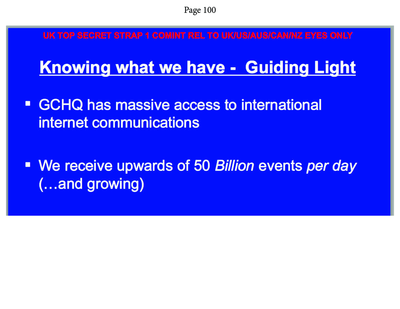 Page 100
UK TOP SECRET STRAP 1 COMINT REL TO UK/US/AUS/CAN/NZ EYES ONLY
Knowing what we have - Guiding Light
▪ GCHQ has massive access to international
internet communications
▪ We receive upwards of 50 Billion events per day
(…and growing)